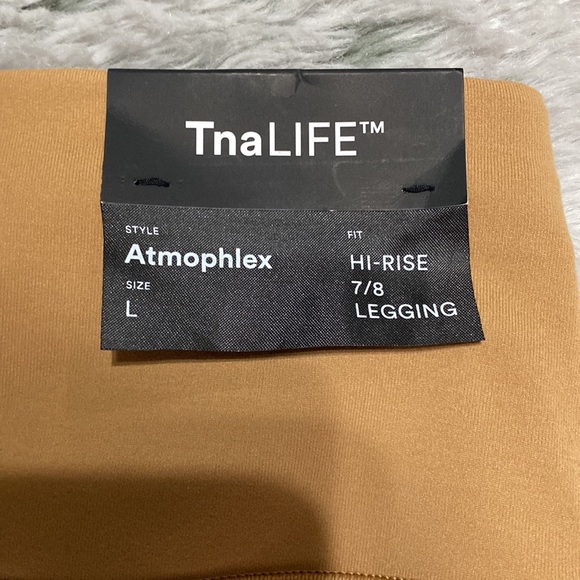 TnaLIFE™
STYLE
Atmophlex
SIZE
L
FIT
HI-RISE
7/8
LEGGING